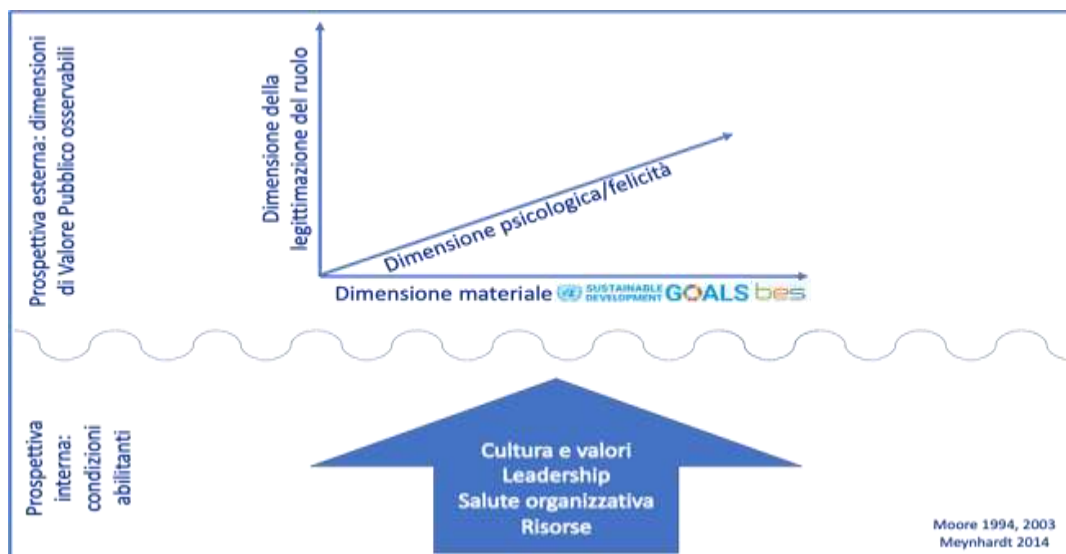 Prospettiva esterna: dimensioni
di Valore Pubblico osservabili
Dimensione della
legittimazione del ruolo
Dimensione psicologica/felicità
Dimensione materiale SUSTAINABLE
DEVELOPMENT GOALS bes
Prospettiva
interna:
condizioni
abilitanti
Cultura e valori
Leadership
Salute organizzativa
Risorse
Moore 1994, 2003
Meynhardt 2014